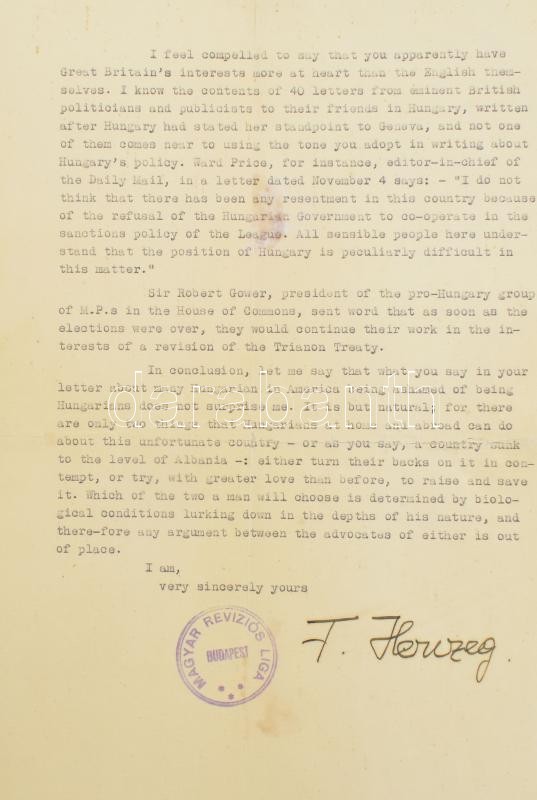 I feel compelled to say that you apparently have
Great Britain's interests more at heart than the English them-
selves. I know the contents of 40 letters from eminent British
politicians and publicists to their friends in Hungary, written
after Hungary had stated her standpoint to Geneva, and not one
of them comes near to using the tone you adopt in writing about
Hungary's policy. Ward Price, for instance, editor-in-chief of
the Daily Mail, in a letter dated November 4 says: - "I do not
think that there has been any resentment in this country because
of the refusal of the Hungarian Government to co-operate in the
sanctions policy of the League. All sensible people here under-
stand that the position of Hungary is peculiarly difficult in
this matter."
Sir Robert Gower, president of the pro-Hungary group
of M.P.s in the House of Commons, sent word that as soon as the
elections were over, they would continue their work in the in-
terests of a revision of the Trianon Treaty.
In conclusion, let me say that what you say in your
letter about many Hungarian in America being ashamed of being
Hungarians does not surprise me. It is but natural; for there
are only two things that Hungarians at home and abroad can do
about this unfortunate country - or as you say, a country sunk
to the level of Albania -: either turn their backs on it in con-
tempt, or try, with greater love than before, to raise and save
it. Which of the two a man will choose is determined by biolo-
gical conditions lurking down in the depths of his nature, and
there-fore any argument between the advocates of either is out
of place.
I am,
very sincerely yours
F. Herczeg.
MAGYAR REVIZIÓS LIGA
BUDAPEST
darabanth